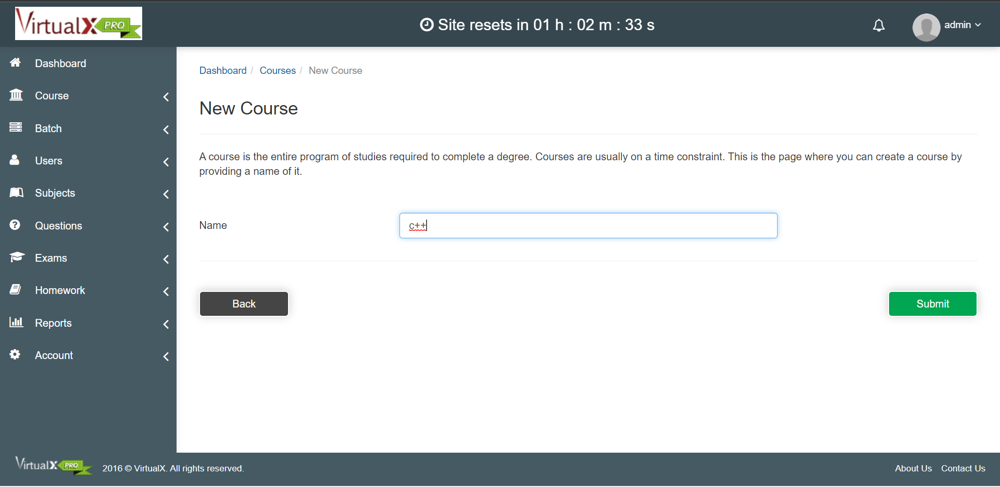 VirtualX PRO
Site resets in 01 h : 02 m : 33 s
admin
Dashboard
Course
Batch
Users
Subjects
Questions
Exams
Homework
Reports
Account
Dashboard / Courses / New Course
New Course
A course is the entire program of studies required to complete a degree. Courses are usually on a time constraint. This is the page where you can create a course by
providing a name of it.
Name
c++
Back
Submit
VirtualX PRO
2016 © VirtualX. All rights reserved.
About Us
Contact Us